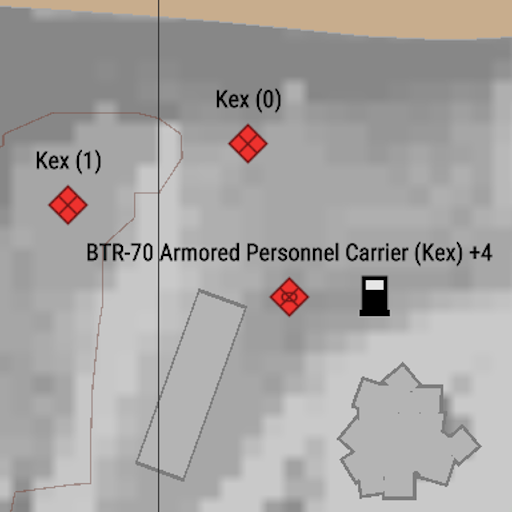 Kex (0)
Kex (1)
BTR-70 Armored Personnel Carrier (Kex) +4